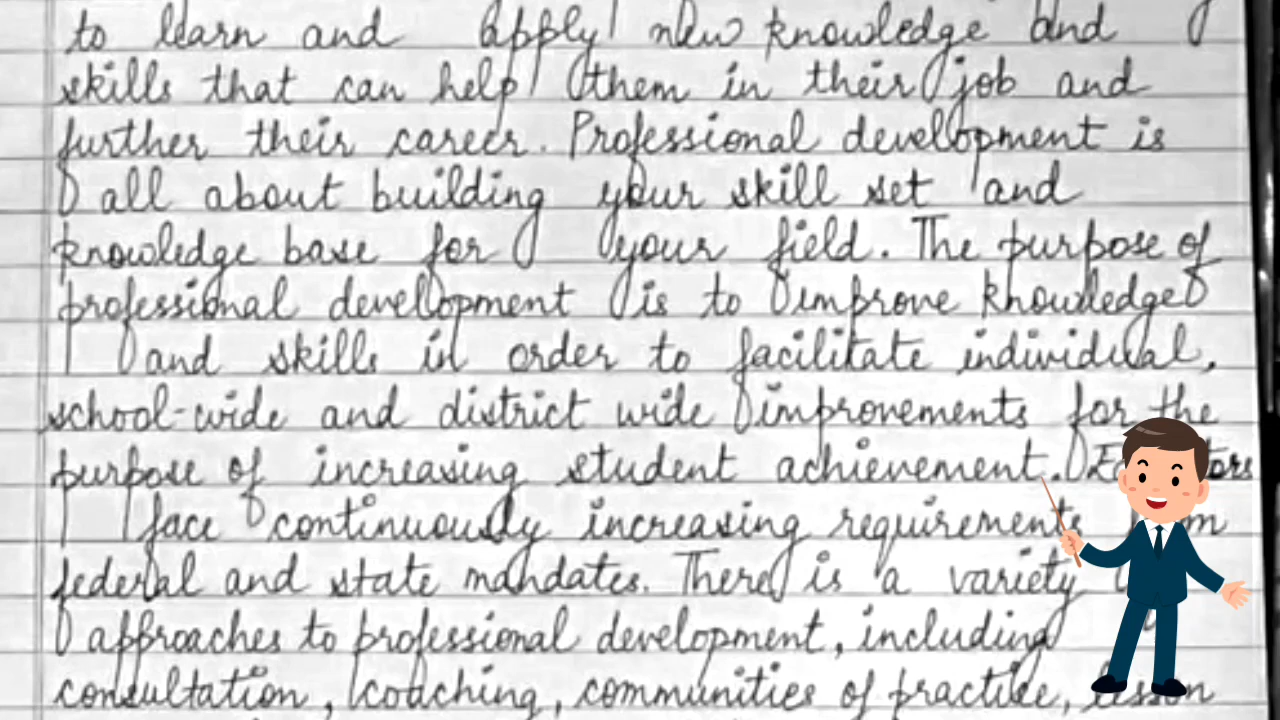 to learn and apply new knowledge and
skills that can help them in their job and
further their career. Professional development is
all about building your skill set and
knowledge base for your field. The purpose of
professional development is to improve knowledge
and skills in order to facilitate individual,
school-wide and district wide improvements for the
purpose of increasing student achievement.
face continuously increasing requirements
federal and state mandates. There is a variety
approaches to professional development, including
consultation, coaching, communities of practice, lesson